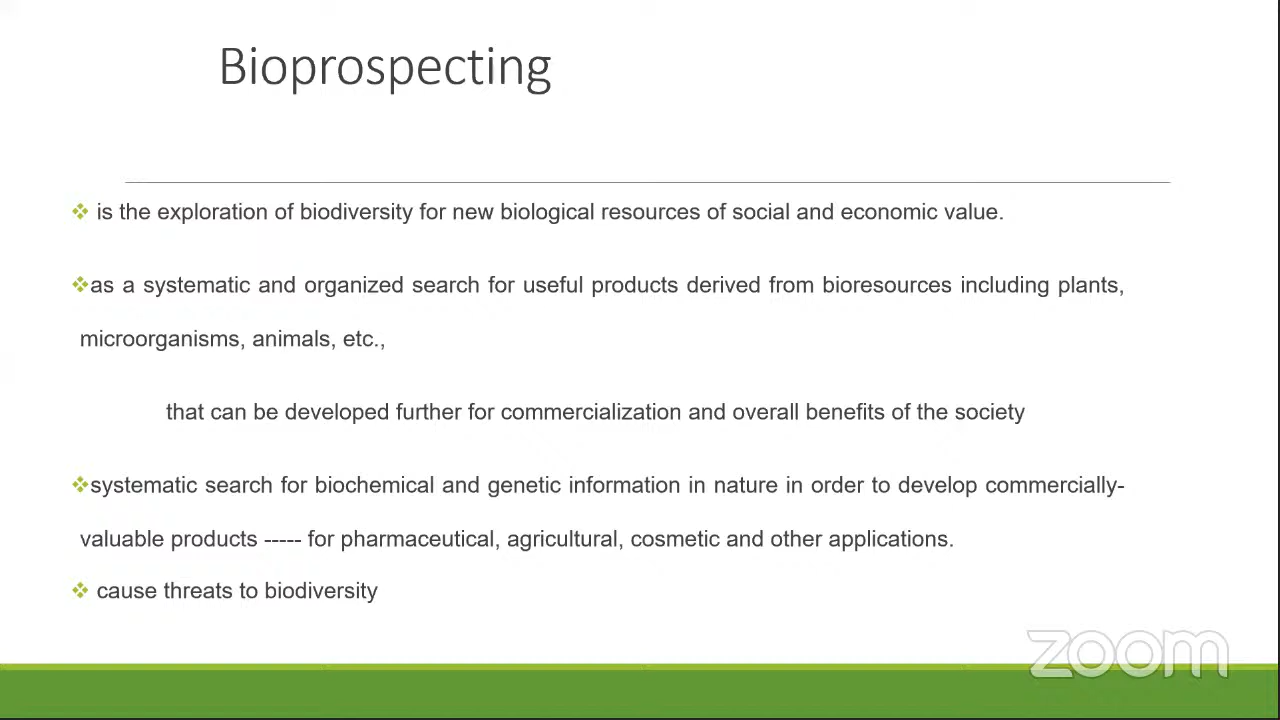 Bioprospecting
is the exploration of biodiversity for new biological resources of social and economic value.
as a systematic and organized search for useful products derived from bioresources including plants,
microorganisms, animals, etc.,
that can be developed further for commercialization and overall benefits of the society
systematic search for biochemical and genetic information in nature in order to develop commercially-
valuable products ----- for pharmaceutical, agricultural, cosmetic and other applications.
cause threats to biodiversity
zoom